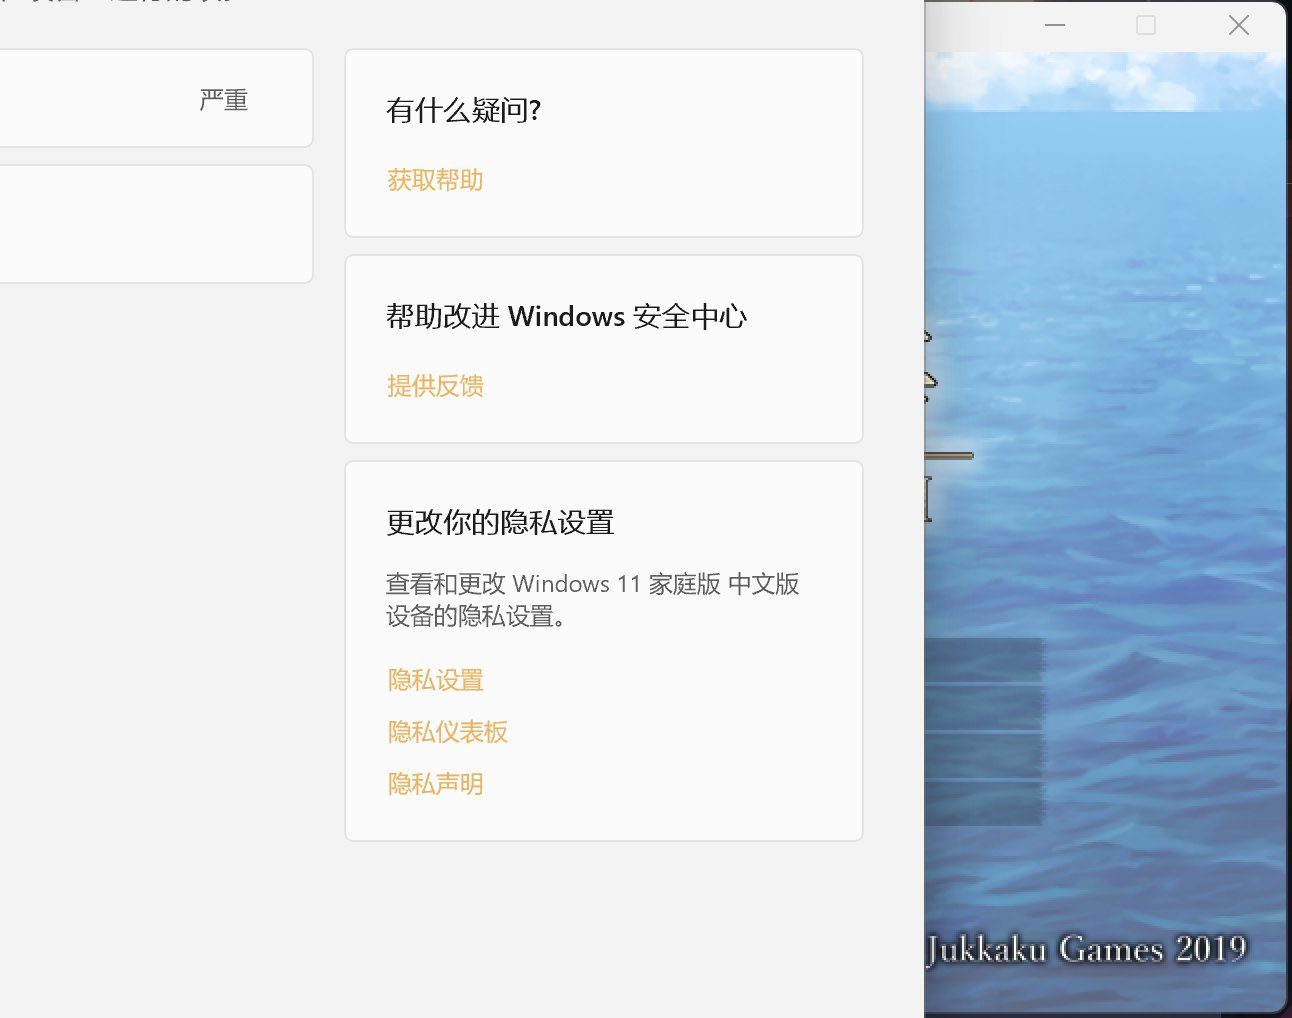 严重
有什么疑问?
获取帮助
帮助改进 Windows 安全中心
提供反馈
更改你的隐私设置
查看和更改 Windows 11 家庭版 中文版
设备的隐私设置。
隐私设置
隐私仪表板
隐私声明
Jukkaku Games 2019